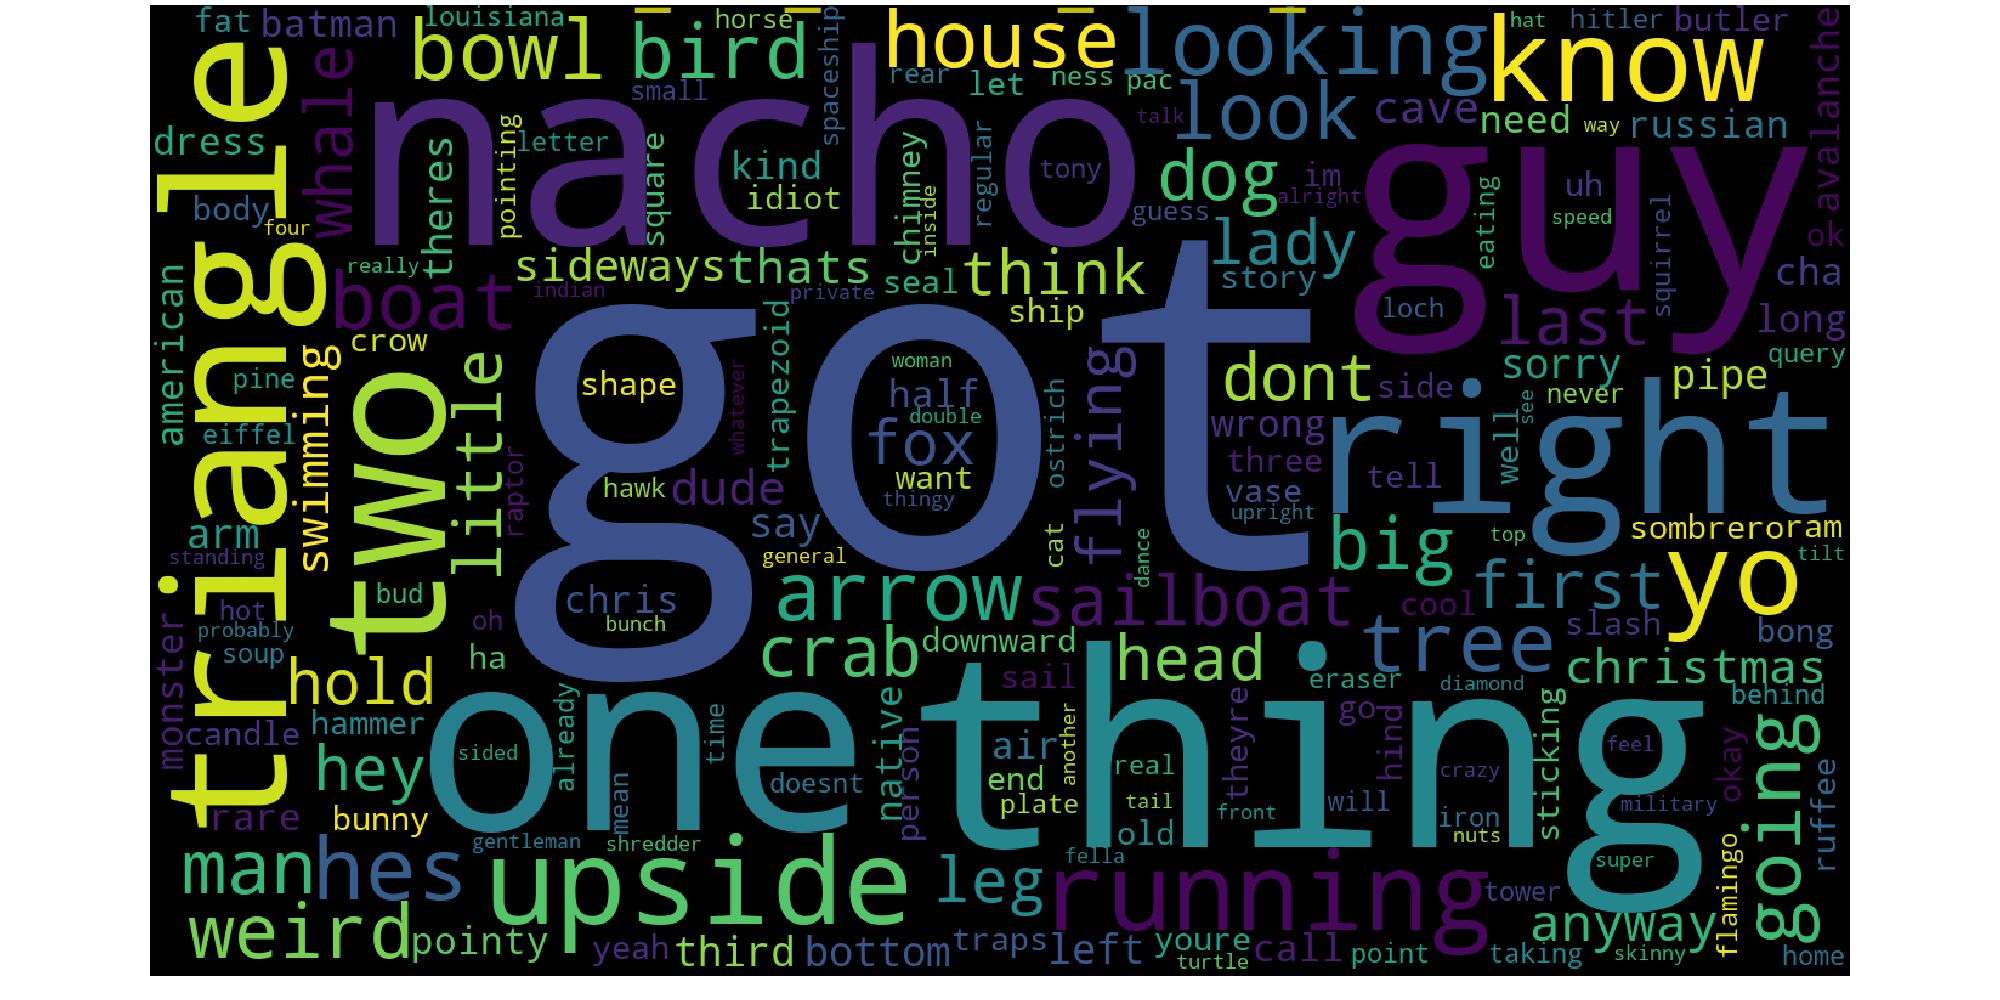 fat batman louisiana horse spaceship hat hitler butler
bowl bird house looking know
triangle whale nacho small rear let ness pac look cave need way russian avalanche
dress theres pointing letter square kind idiot chimney inside regular tony talk dog guess im alright eating uh speed squirrel guy
body four
american really boat sideways thats seal think lady story ok cha
indian private ship loch last long
crow swimming two little got trapezoid woman flying dont side sorry query
pine shape whatever half double ostrich never pipe
eiffel raptor fox want wrong three right see well
hawk dude thingy vase tell
arm say cat upright big top sombrero ram
standing general dance tilt
monster bud chris arrow sailboat cool first yo
hot oh bunch
probably soup ha crab downward head tree slash bong
hold sail eraser diamond christmas
candle hammer already time native person air another theyre go hind sticking behind
hey one sided doesnt end real thing crazy feel okay going
rare bunny mean plate tail front will iron military ruffee
gentleman shredder old nuts
man hes upside leg fella running tower super flamingo
weird pointy yeah third bottom traps left youre call point taking anyway skinny home
turtle